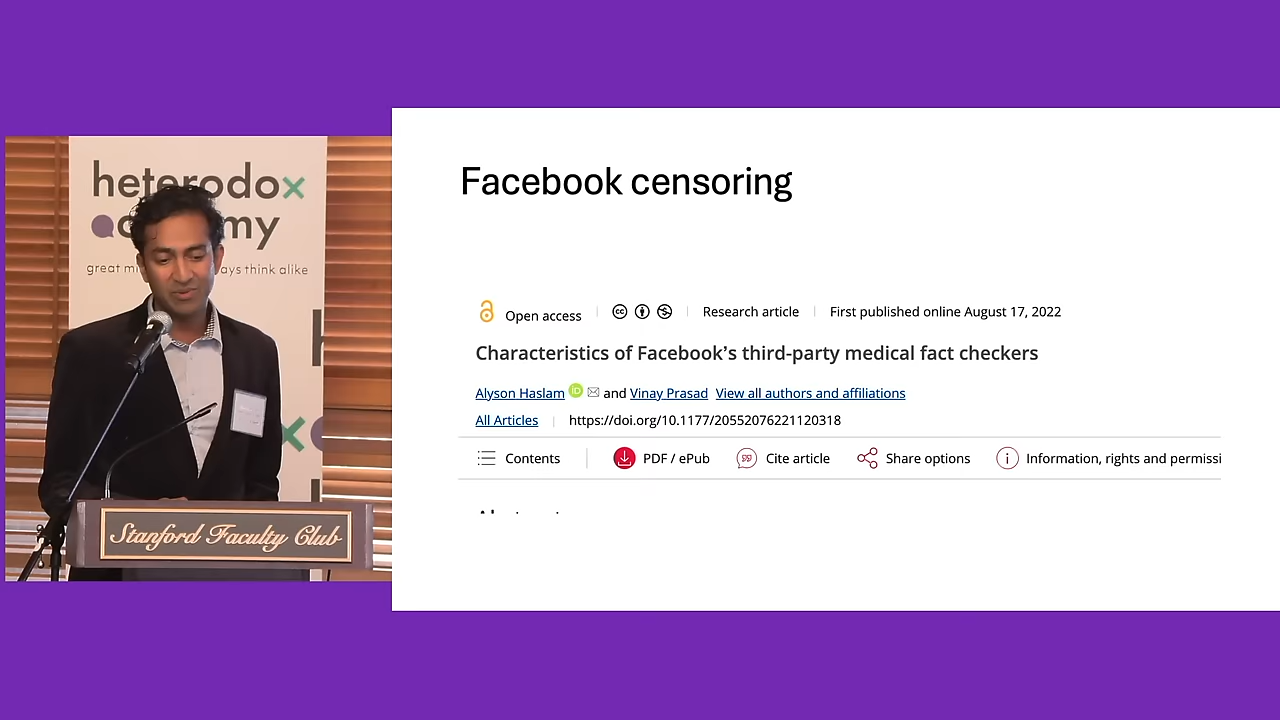 heterodox
great mi
ays think alike
Stanford Faculty Club
Facebook censoring
Open access
Research article
First published online August 17, 2022
Characteristics of Facebook's third-party medical fact checkers
Alyson Haslam iD and Vinay Prasad View all authors and affiliations
All Articles
https://doi.org/10.1177/20552076221120318
Contents
PDF / ePub
Cite article
Share options
Information, rights and permissi